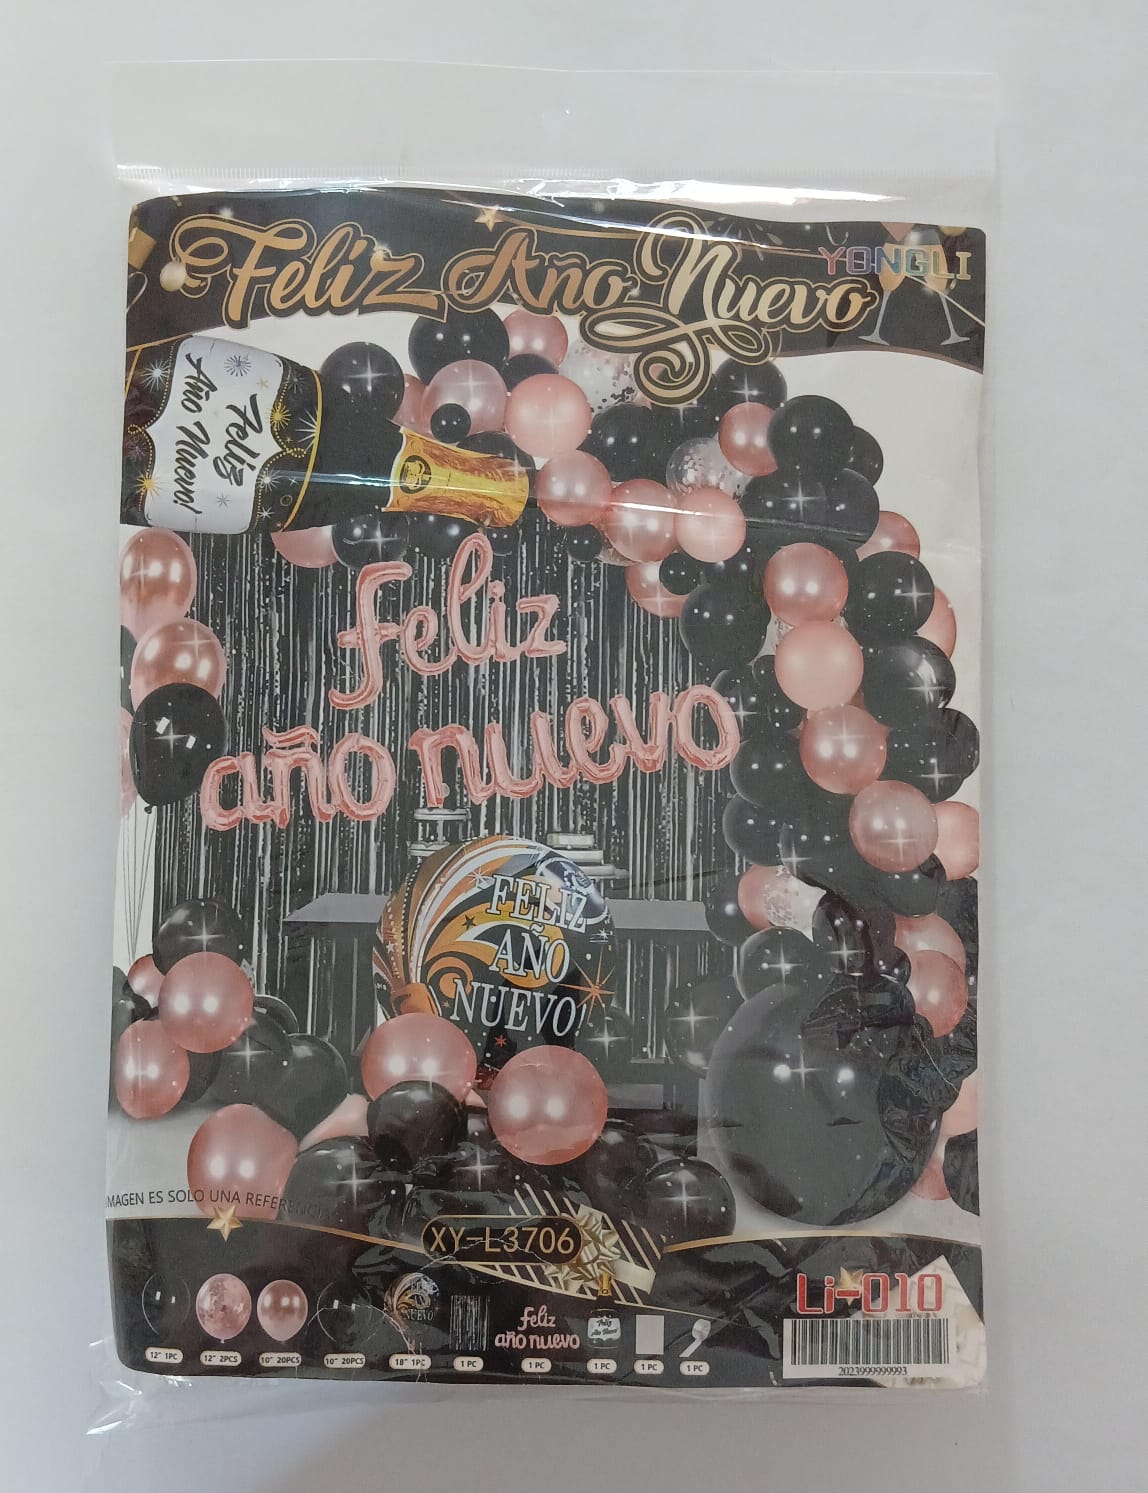 Feliz Año Nuevo
YONGLI
Feliz
Año Nuevo!
feliz
año nuevo
FELIZ
AÑO
NUEVO!
IMAGEN ES SOLO UNA REFERENCIA
XY-L3706
Li-010
feliz
año nuevo
12" 1PC
12" 2PCS
10" 20PCS
10" 20PCS
18" 1PC
1 PC
1 PC
1 PC
1 PC
1 PC
2023999999993